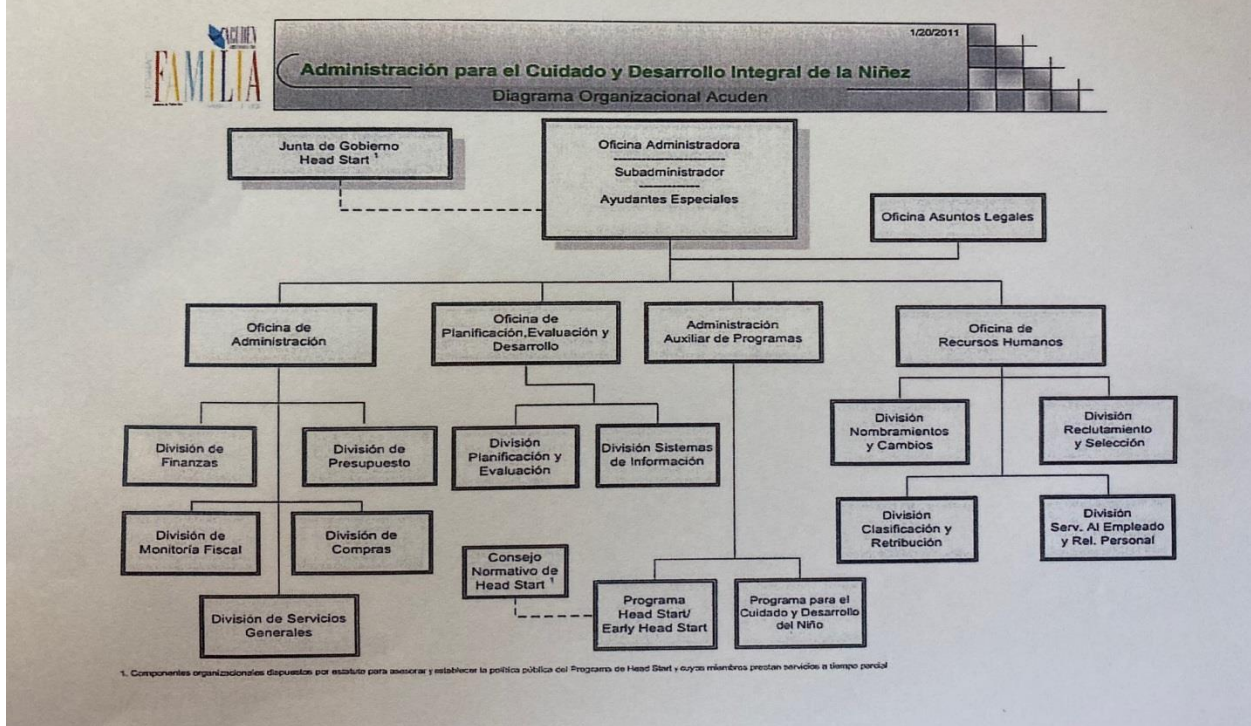 ACUDEN
FAMILIA
1/20/2011
Administración para el Cuidado y Desarrollo Integral de la Niñez
Diagrama Organizacional Acuden
Junta de Gobierno
Head Start ¹
Oficina Administradora
Subadministrador
Ayudantes Especiales
Oficina Asuntos Legales
Oficina de
Administración
Oficina de
Planificación,Evaluación y
Desarrollo
Administración
Auxiliar de Programas
Oficina de
Recursos Humanos
División de
Finanzas
División de
Presupuesto
División
Planificación y
Evaluación
División Sistemas
de Información
División
Nombramientos
y Cambios
División
Reclutamiento
y Selección
División de
Monitoría Fiscal
División de
Compras
División
Clasificación y
Retribución
División
Serv. Al Empleado
y Rel. Personal
Consejo
Normativo de
Head Start ¹
Programa
Head Start/
Early Head Start
Programa para el
Cuidado y Desarrollo
del Niño
División de Servicios
Generales
1. Componentes organizacionales dispuestos por estatuto para asesorar y establecer la política pública del Programa de Head Start y cuyos miembros prestan servicios a tiempo parcial